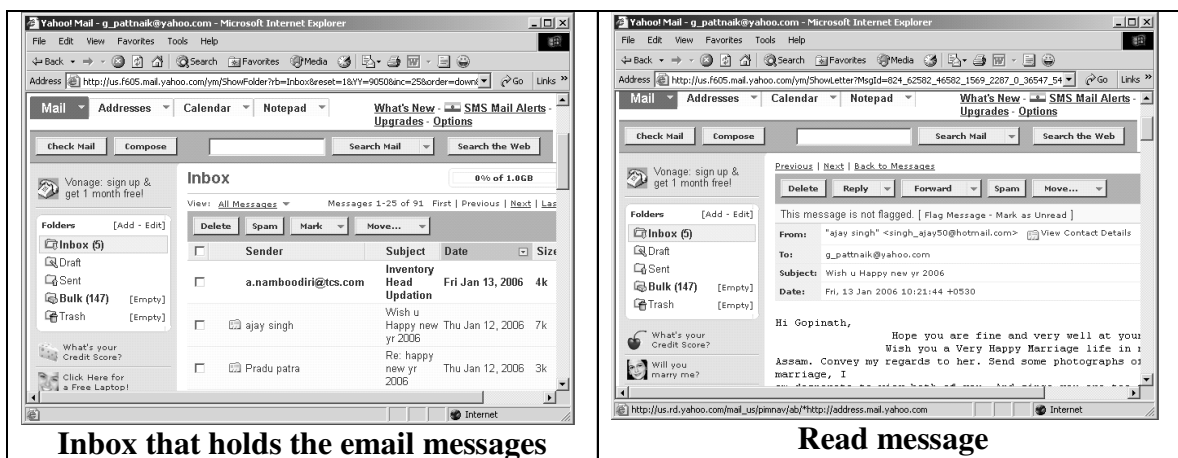 Yahoo! Mail - g_pattnaik@yahoo.com - Microsoft Internet Explorer
File Edit View Favorites Tools Help
Back Search Favorites Media
Address http://us.f605.mail.yahoo.com/ym/ShowFolder?rb=Inbox&reset=1&YY=9050&inc=25&order=down& Go Links »
Mail Addresses Calendar Notepad What's New - SMS Mail Alerts -
Upgrades - Options
Check Mail Compose Search Mail Search the Web
Vonage: sign up &
get 1 month free!
Inbox 0% of 1.0GB
View: All Messages Messages 1-25 of 91 First | Previous | Next | Las
Folders [Add - Edit]
Inbox (5)
Draft
Sent
Bulk (147) [Empty]
Trash [Empty]
What's your
Credit Score?
Click Here for
a Free Laptop!
Delete Spam Mark Move...
Sender Subject Date Size
a.namboodiri@tcs.com Inventory Head Updation Fri Jan 13, 2006 4k
ajay singh Wish u Happy new yr 2006 Thu Jan 12, 2006 7k
Pradu patra Re: happy new yr 2006 Thu Jan 12, 2006 3k
Internet
Inbox that holds the email messages
Yahoo! Mail - g_pattnaik@yahoo.com - Microsoft Internet Explorer
File Edit View Favorites Tools Help
Back Search Favorites Media
Address http://us.f605.mail.yahoo.com/ym/ShowLetter?MsgId=824_62582_46582_1569_2287_0_36547_54 Go Links »
Mail Addresses Calendar Notepad What's New - SMS Mail Alerts -
Upgrades - Options
Check Mail Compose Search Mail Search the Web
Vonage: sign up &
get 1 month free!
Folders [Add - Edit]
Inbox (5)
Draft
Sent
Bulk (147) [Empty]
Trash [Empty]
What's your
Credit Score?
Will you
marry me?
Previous | Next | Back to Messages
Delete Reply Forward Spam Move...
This message is not flagged. [ Flag Message - Mark as Unread ]
From: "ajay singh" <singh_ajay50@hotmail.com> View Contact Details
To: g_pattnaik@yahoo.com
Subject: Wish u Happy new yr 2006
Date: Fri, 13 Jan 2006 10:21:44 +0530
Hi Gopinath,
Hope you are fine and very well at your
Wish you a Very Happy Marriage life in
Assam. Convey my regards to her. Send some photographs of
marriage, I
http://us.rd.yahoo.com/mail_us/pimnav/ab/*http://address.mail.yahoo.com Internet
Read message